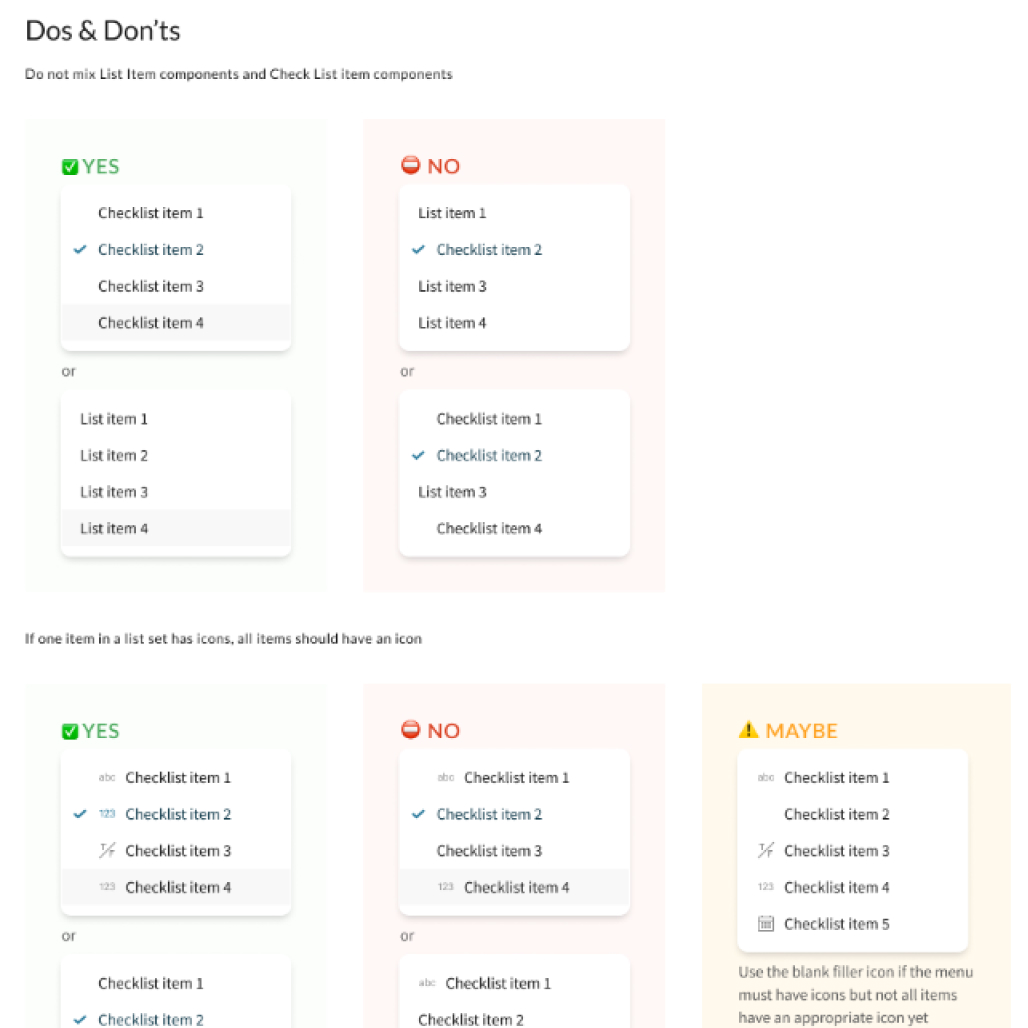 Dos & Don'ts
Do not mix List Item components and Check List item components
YES
Checklist item 1
Checklist item 2
Checklist item 3
Checklist item 4
or
List item 1
List item 2
List item 3
List item 4
NO
List item 1
Checklist item 2
List item 3
List item 4
or
Checklist item 1
Checklist item 2
List item 3
Checklist item 4
If one item in a list set has icons, all items should have an icon
YES
abc Checklist item 1
123 Checklist item 2
T/F Checklist item 3
123 Checklist item 4
or
Checklist item 1
Checklist item 2
NO
abc Checklist item 1
Checklist item 2
Checklist item 3
123 Checklist item 4
or
abc Checklist item 1
Checklist item 2
MAYBE
abc Checklist item 1
Checklist item 2
T/F Checklist item 3
123 Checklist item 4
Checklist item 5
Use the blank filler icon if the menu
must have icons but not all items
have an appropriate icon yet